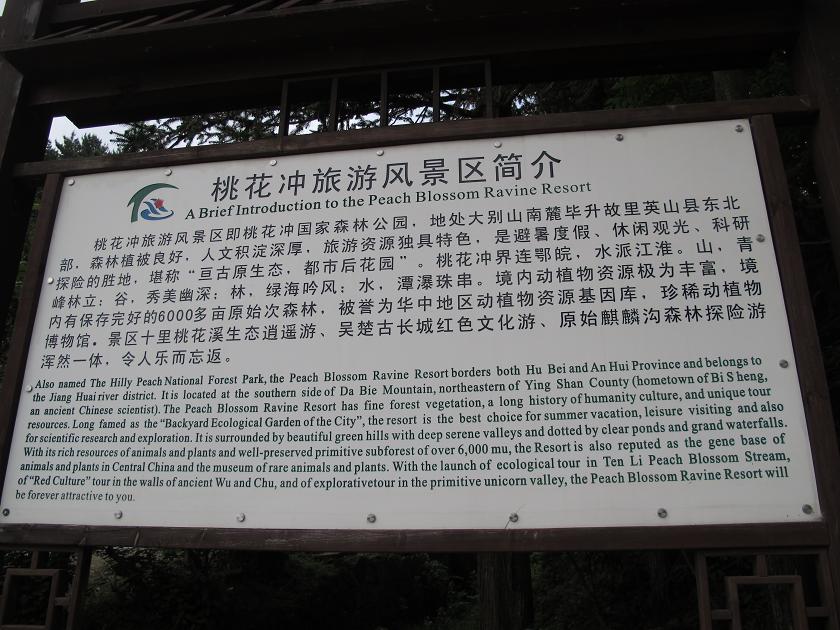 桃花冲旅游风景区简介
A Brief Introduction to the Peach Blossom Ravine Resort
桃花冲旅游风景区即桃花冲国家森林公园，地处大别山南麓毕升故里英山县东北
部，森林植被良好，人文积淀深厚，旅游资源独具特色，是避暑度假、休闲观光、科研
探险的胜地，堪称“亘古原生态，都市后花园”。桃花冲界连鄂皖，水派江淮。山，青
峰林立；谷，秀美幽深；林，绿海吟风；水，潭瀑珠串。境内动植物资源极为丰富，境
内有保存完好的6000多亩原始次森林，被誉为华中地区动植物资源基因库，珍稀动植物
博物馆。景区十里桃花溪生态逍遥游、吴楚古长城红色文化游、原始麒麟沟森林探险游
浑然一体，令人乐而忘返。
Also named The Hilly Peach National Forest Park, the Peach Blossom Ravine Resort borders both Hu Bei and An Hui Province and belongs to
the Jiang Huai river district. It is located at the southern side of Da Bie Mountain, northeastern of Ying Shan County (hometown of Bi S heng,
an ancient Chinese scientist). The Peach Blossom Ravine Resort has fine forest vegetation, a long history of humanity culture, and unique tour
resources. Long famed as the “Backyard Ecological Garden of the City”, the resort is the best choice for summer vacation, leisure visiting and also
for scientific research and exploration. It is surrounded by beautiful green hills with deep serene valleys and dotted by clear ponds and grand waterfalls.
With its rich resources of animals and plants and well-preserved primitive subforest of over 6,000 mu, the Resort is also reputed as the gene base of
animals and plants in Central China and the museum of rare animals and plants. With the launch of ecological tour in Ten Li Peach Blossom Stream,
of “Red Culture” tour in the walls of ancient Wu and Chu, and of explorativetour in the primitive unicorn valley, the Peach Blossom Ravine Resort will
be forever attractive to you.